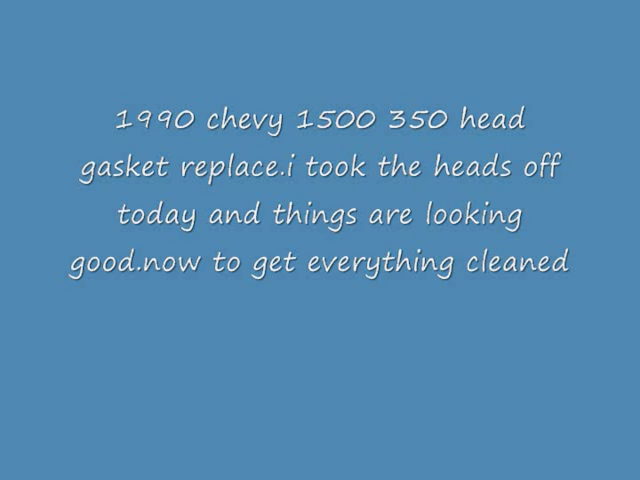 1990 chevy 1500 350 head
gasket replace.i took the heads off
today and things are looking
good.now to get everything cleaned